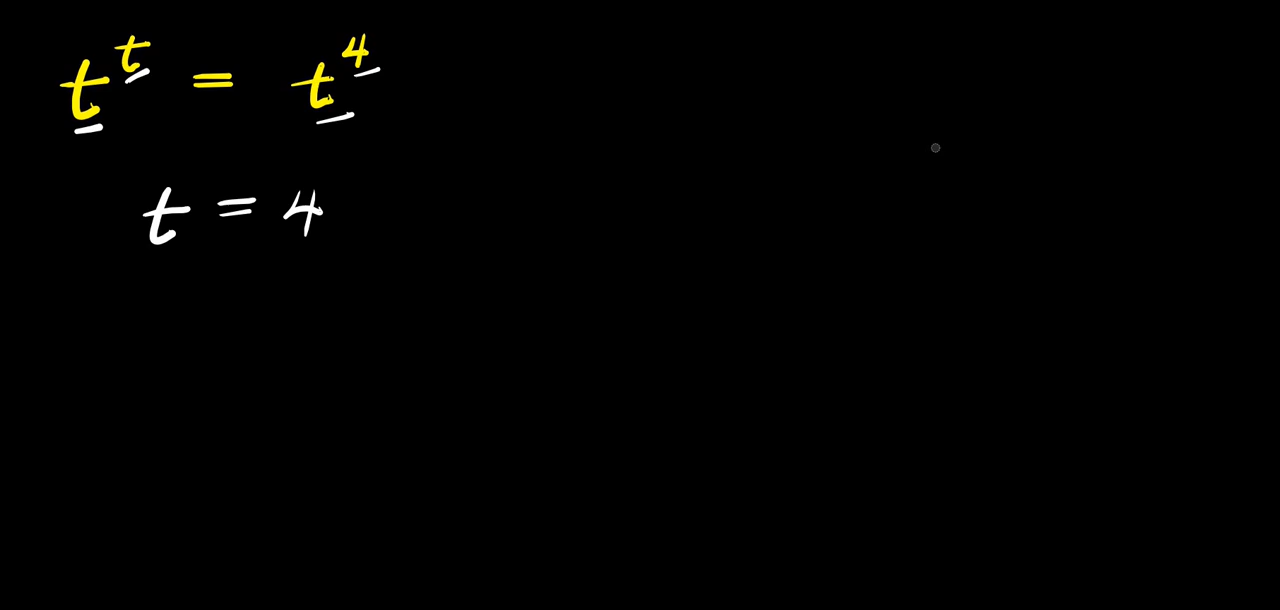 t^t = t^4
t = 4